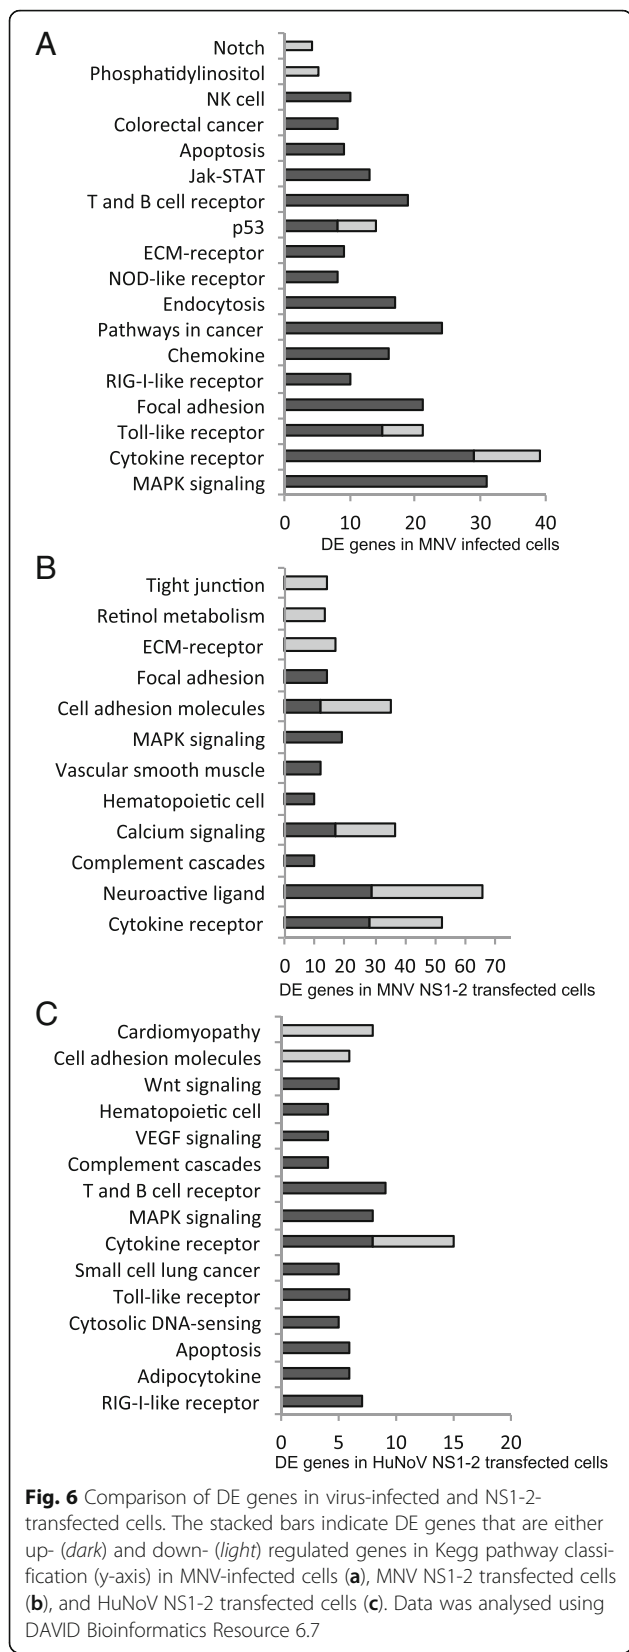 A
Notch
Phosphatidylinositol
NK cell
Colorectal cancer
Apoptosis
Jak-STAT
T and B cell receptor
p53
ECM-receptor
NOD-like receptor
Endocytosis
Pathways in cancer
Chemokine
RIG-I-like receptor
Focal adhesion
Toll-like receptor
Cytokine receptor
MAPK signaling
0 10 20 30 40
DE genes in MNV infected cells
B
Tight junction
Retinol metabolism
ECM-receptor
Focal adhesion
Cell adhesion molecules
MAPK signaling
Vascular smooth muscle
Hematopoietic cell
Calcium signaling
Complement cascades
Neuroactive ligand
Cytokine receptor
0 10 20 30 40 50 60 70
DE genes in MNV NS1-2 transfected cells
C
Cardiomyopathy
Cell adhesion molecules
Wnt signaling
Hematopoietic cell
VEGF signaling
Complement cascades
T and B cell receptor
MAPK signaling
Cytokine receptor
Small cell lung cancer
Toll-like receptor
Cytosolic DNA-sensing
Apoptosis
Adipocytokine
RIG-I-like receptor
0 5 10 15 20
DE genes in HuNoV NS1-2 transfected cells
Fig. 6 Comparison of DE genes in virus-infected and NS1-2-
transfected cells. The stacked bars indicate DE genes that are either
up- (dark) and down- (light) regulated genes in Kegg pathway classi-
fication (y-axis) in MNV-infected cells (a), MNV NS1-2 transfected cells
(b), and HuNoV NS1-2 transfected cells (c). Data was analysed using
DAVID Bioinformatics Resource 6.7